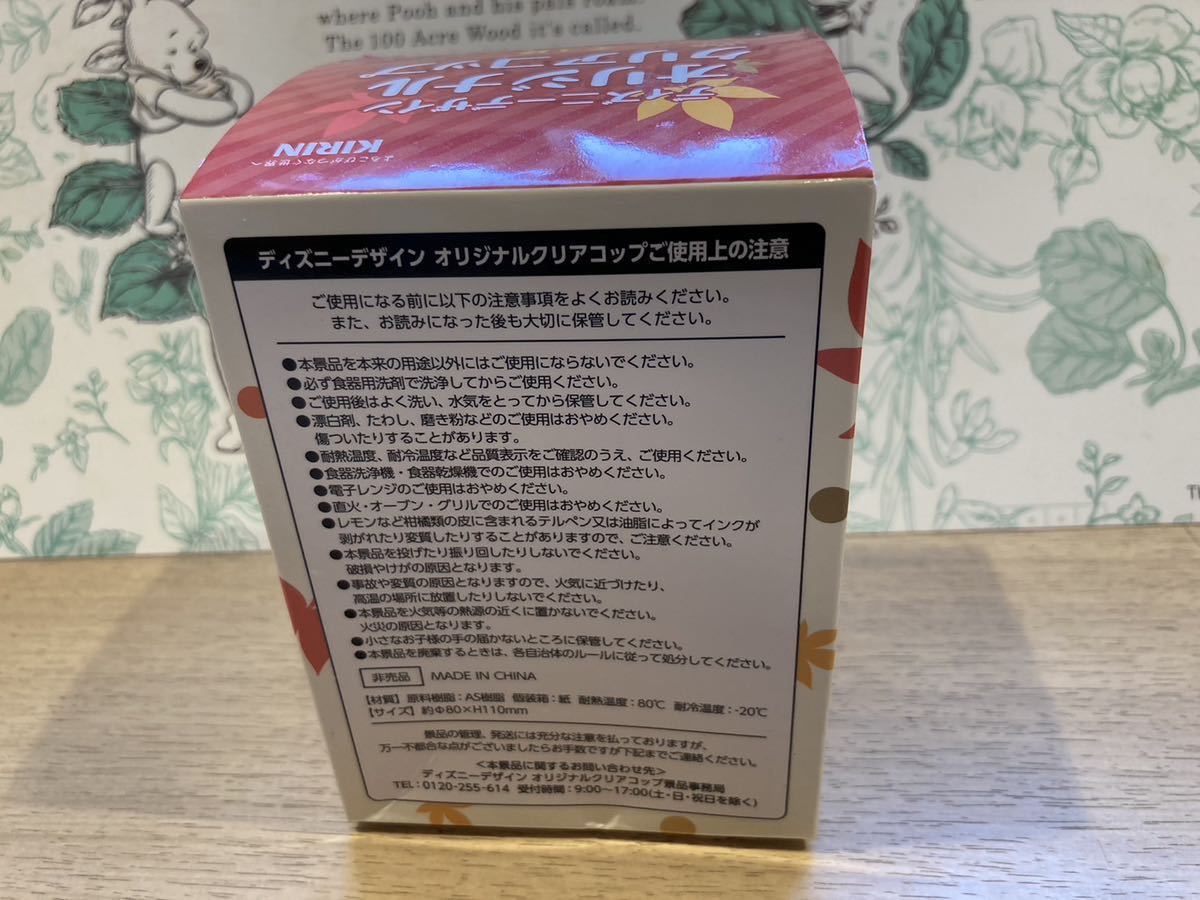 where Pooh and his pals roam.
The 100 Acre Wood it's called.
ディズニーデザイン
オリジナル
クリアコップ
よろこびがつなぐ世界へ
KIRIN
ディズニーデザイン オリジナルクリアコップご使用上の注意
ご使用になる前に以下の注意事項をよくお読みください。
また、お読みになった後も大切に保管してください。
●本景品を本来の用途以外にはご使用にならないでください。
●必ず食器用洗剤で洗浄してからご使用ください。
●ご使用後はよく洗い、水気をとってから保管してください。
●漂白剤、たわし、磨き粉などのご使用はおやめください。
傷ついたりすることがあります。
●耐熱温度、耐冷温度など品質表示をご確認のうえ、ご使用ください。
●食器洗浄機・食器乾燥機でのご使用はおやめください。
●電子レンジのご使用はおやめください。
●直火・オーブン・グリルでのご使用はおやめください。
●レモンなど柑橘類の皮に含まれるテルペン又は油脂によってインクが
剥がれたり変質したりすることがありますので、ご注意ください。
●本景品を投げたり振り回したりしないでください。
破損やけがの原因となります。
●事故や変質の原因となりますので、火気に近づけたり、
高温の場所に放置したりしないでください。
●本景品を火気等の熱源の近くに置かないでください。
火災の原因となります。
●小さなお子様の手の届かないところに保管してください。
●本景品を廃棄するときは、各自治体のルールに従って処分してください。
非売品 MADE IN CHINA
【材質】原料樹脂:AS樹脂 個装箱:紙 耐熱温度:80℃ 耐冷温度:-20℃
【サイズ】約Φ80×H110mm
景品の管理、発送には充分な注意を払っておりますが、
万一不都合な点がございましたらお手数ですが下記までご連絡ください。
<本景品に関するお問い合わせ先>
ディズニーデザイン オリジナルクリアコップ景品事務局
TEL:0120-255-614 受付時間:9:00~17:00(土・日・祝日を除く)